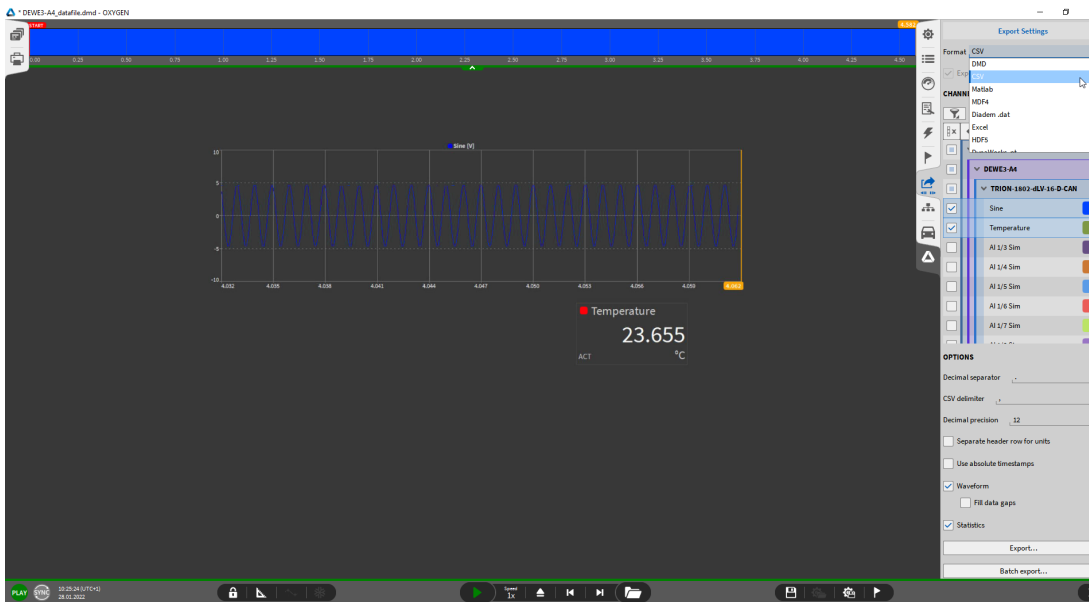 * DEWE3-A4_datafile.dmd - OXYGEN
START
4.562
0.00 0.25 0.50 0.75 1.00 1.25 1.50 1.75 2.00 2.25 2.50 2.75 3.00 3.25 3.50 3.75 4.00 4.25 4.50
Export Settings
Format CSV
DMD
CSV
Matlab
MDF4
Diadem .dat
Excel
HDF5
Exp
CHANN
DEWE3-A4
TRION-1802-dLV-16-D-CAN
Sine
Temperature
AI 1/3 Sim
AI 1/4 Sim
AI 1/5 Sim
AI 1/6 Sim
AI 1/7 Sim
Sine [V]
10
5
0
-5
-10
4.032 4.035 4.038 4.041 4.044 4.047 4.050 4.053 4.056 4.059 4.062
Temperature
23.655
ACT °C
OPTIONS
Decimal separator .
CSV delimiter ,
Decimal precision 12
Separate header row for units
Use absolute timestamps
Waveform
Fill data gaps
Statistics
Export...
Batch export...
PLAY SYNC 10:25:24 (UTC+1)
28.01.2022
Speed
1x